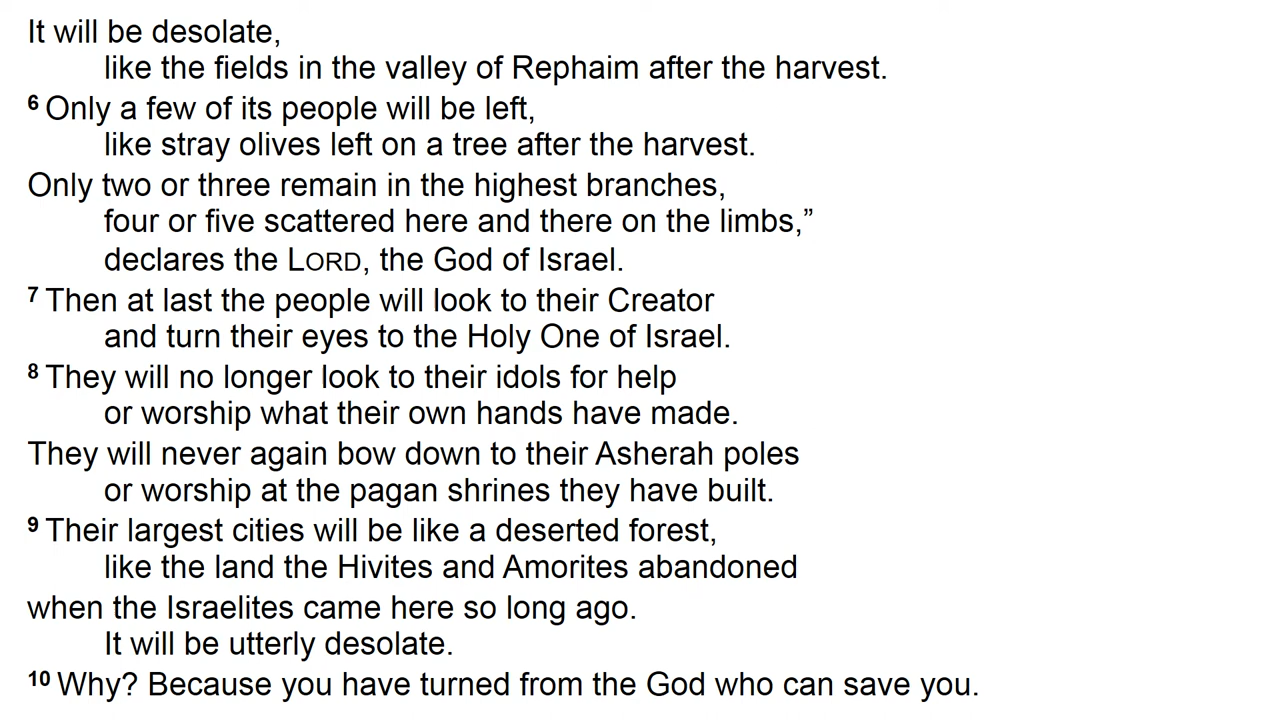 It will be desolate,
like the fields in the valley of Rephaim after the harvest.
6 Only a few of its people will be left,
like stray olives left on a tree after the harvest.
Only two or three remain in the highest branches,
four or five scattered here and there on the limbs,”
declares the LORD, the God of Israel.
7 Then at last the people will look to their Creator
and turn their eyes to the Holy One of Israel.
8 They will no longer look to their idols for help
or worship what their own hands have made.
They will never again bow down to their Asherah poles
or worship at the pagan shrines they have built.
9 Their largest cities will be like a deserted forest,
like the land the Hivites and Amorites abandoned
when the Israelites came here so long ago.
It will be utterly desolate.
10 Why? Because you have turned from the God who can save you.